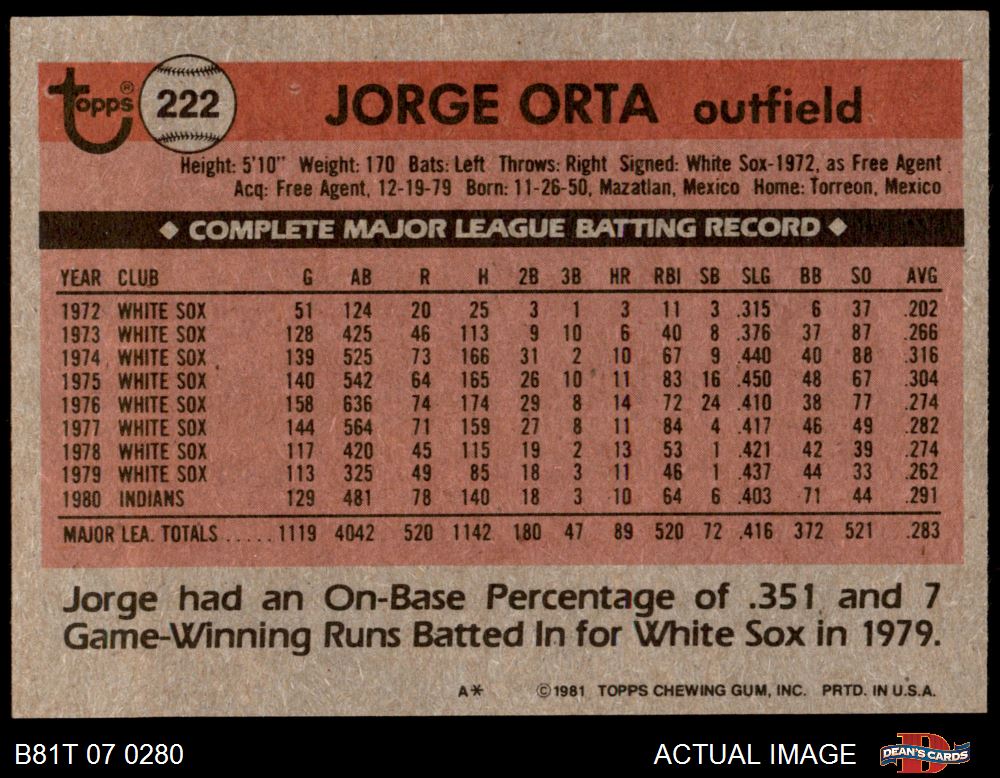 Topps® 222 JORGE ORTA outfield
Height: 5'10" Weight: 170 Bats: Left Throws: Right Signed: White Sox-1972, as Free Agent
Acq: Free Agent, 12-19-79 Born: 11-26-50, Mazatlan, Mexico Home: Torreon, Mexico
◆ COMPLETE MAJOR LEAGUE BATTING RECORD ◆
YEAR CLUB G AB R H 2B 3B HR RBI SB SLG BB SO AVG
1972 WHITE SOX 51 124 20 25 3 1 3 11 3 .315 6 37 .202
1973 WHITE SOX 128 425 46 113 9 10 6 40 8 .376 37 87 .266
1974 WHITE SOX 139 525 73 166 31 2 10 67 9 .440 40 88 .316
1975 WHITE SOX 140 542 64 165 26 10 11 83 16 .450 48 67 .304
1976 WHITE SOX 158 636 74 174 29 8 14 72 24 .410 38 77 .274
1977 WHITE SOX 144 564 71 159 27 8 11 84 4 .417 46 49 .282
1978 WHITE SOX 117 420 45 115 19 2 13 53 1 .421 42 39 .274
1979 WHITE SOX 113 325 49 85 18 3 11 46 1 .437 44 33 .262
1980 INDIANS 129 481 78 140 18 3 10 64 6 .403 71 44 .291
MAJOR LEA. TOTALS ..... 1119 4042 520 1142 180 47 89 520 72 .416 372 521 .283
Jorge had an On-Base Percentage of .351 and 7
Game-Winning Runs Batted In for White Sox in 1979.
A* ©1981 TOPPS CHEWING GUM, INC. PRTD. IN U.S.A.
B81T 07 0280 ACTUAL IMAGE DEAN'S CARDS